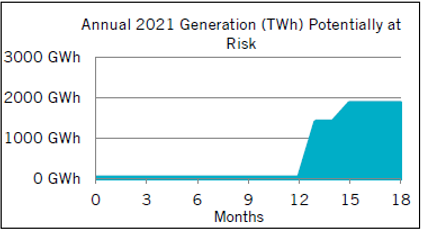 Annual 2021 Generation (TWh) Potentially at
Risk
3000 GWh
2000 GWh
1000 GWh
0 GWh
0 3 6 9 12 15 18
Months